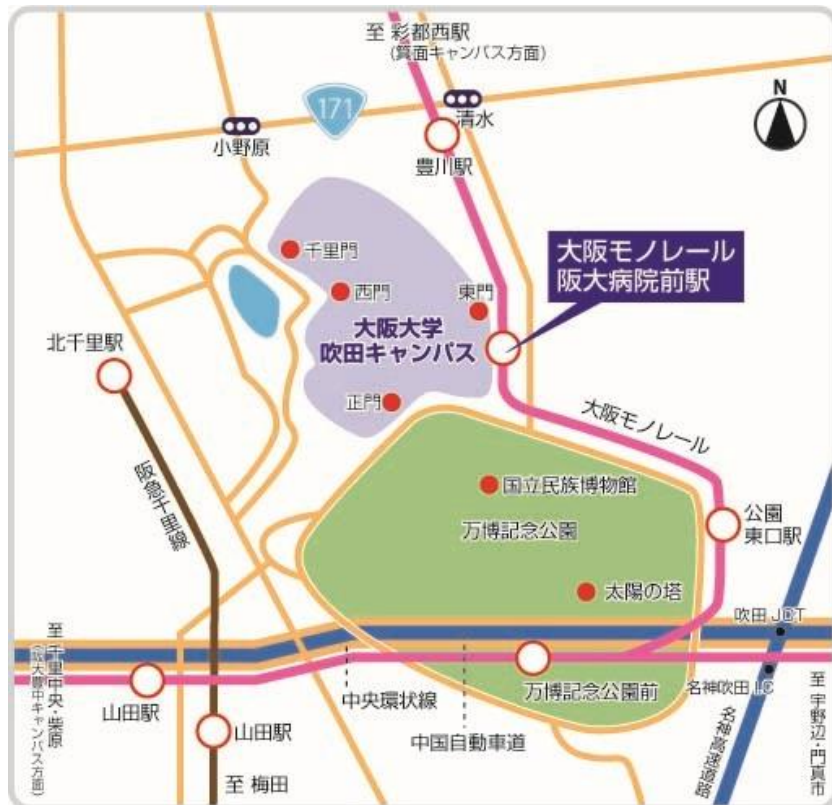 至 彩都西駅
(箕面キャンパス方面)
N
171
清水
小野原
豊川駅
千里門
大阪モノレール
阪大病院前駅
西門
東門
大阪大学
吹田キャンパス
北千里駅
正門
大阪モノレール
阪急千里線
国立民族博物館
万博記念公園
公園
東口駅
太陽の塔
吹田 JCT
至 千里中央・柴原
(阪大豊中キャンパス方面)
山田駅
中央環状線
万博記念公園前
名神吹田 I.C
山田駅
中国自動車道
名神高速道路
至 宇野辺・門真市
至 梅田